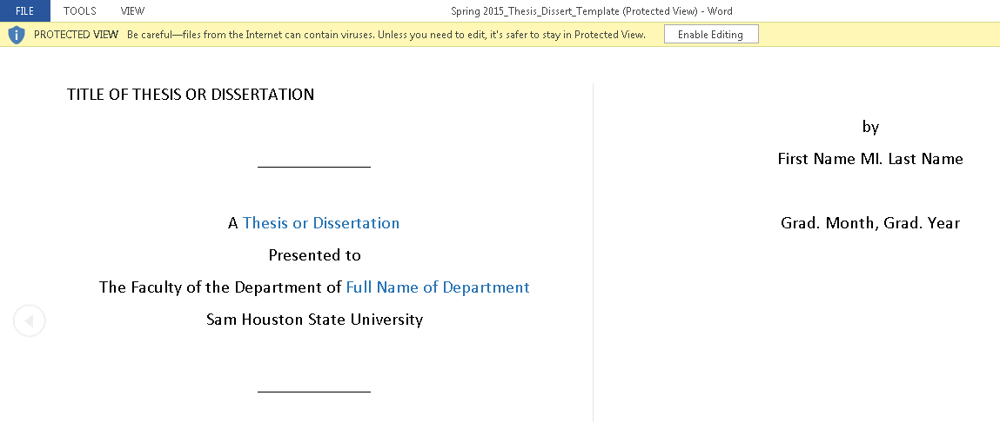 FILE TOOLS VIEW Spring 2015_Thesis_Dissert_Template (Protected View) - Word
PROTECTED VIEW Be careful—files from the Internet can contain viruses. Unless you need to edit, it's safer to stay in Protected View. Enable Editing
TITLE OF THESIS OR DISSERTATION
A Thesis or Dissertation
Presented to
The Faculty of the Department of Full Name of Department
Sam Houston State University
by
First Name MI. Last Name
Grad. Month, Grad. Year